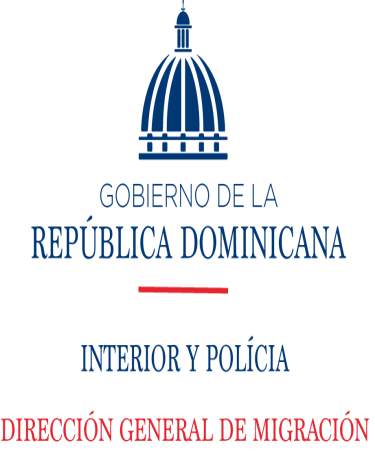 GOBIERNO DE LA
REPÚBLICA DOMINICANA
INTERIOR Y POLÍCIA
DIRECCIÓN GENERAL DE MIGRACIÓN